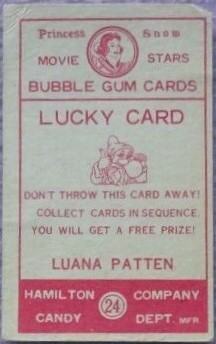 Princess Snow
MOVIE STARS
BUBBLE GUM CARDS
LUCKY CARD
DON'T THROW THIS CARD AWAY!
COLLECT CARDS IN SEQUENCE
YOU WILL GET A FREE PRIZE!
LUANA PATTEN
HAMILTON 24 COMPANY
CANDY DEPT. MFR